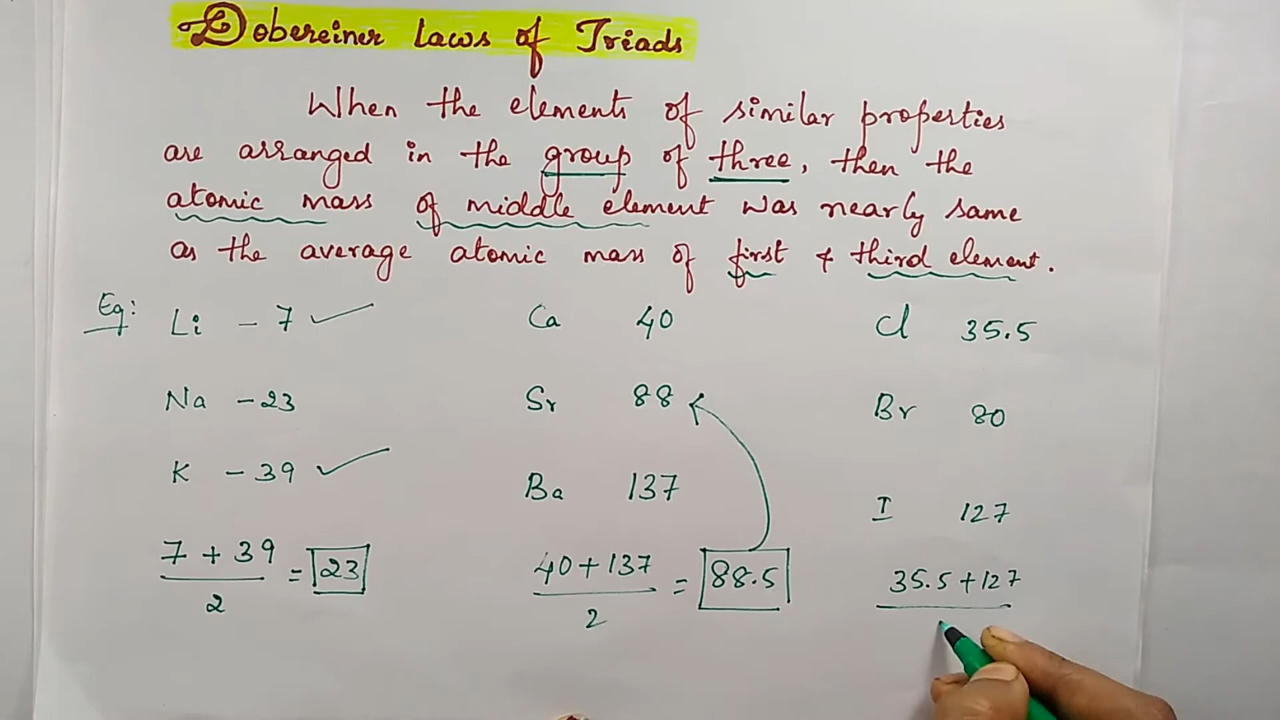 Dobereiner Laws of Triads
When the elements of similar properties
are arranged in the group of three, then the
atomic mass of middle element was nearly same
as the average atomic mass of first & third element.
Eg: Li - 7 Ca 40 Cl 35.5
Na - 23 Sr 88 Br 80
K - 39 Ba 137 I 127
7 + 39 / 2 = 23 40 + 137 / 2 = 88.5 35.5 + 127